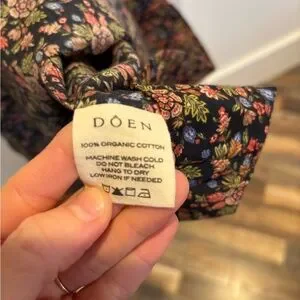 DÔEN
100% ORGANIC COTTON
MACHINE WASH COLD
DO NOT BLEACH
HANG TO DRY
LOW IRON IF NEEDED